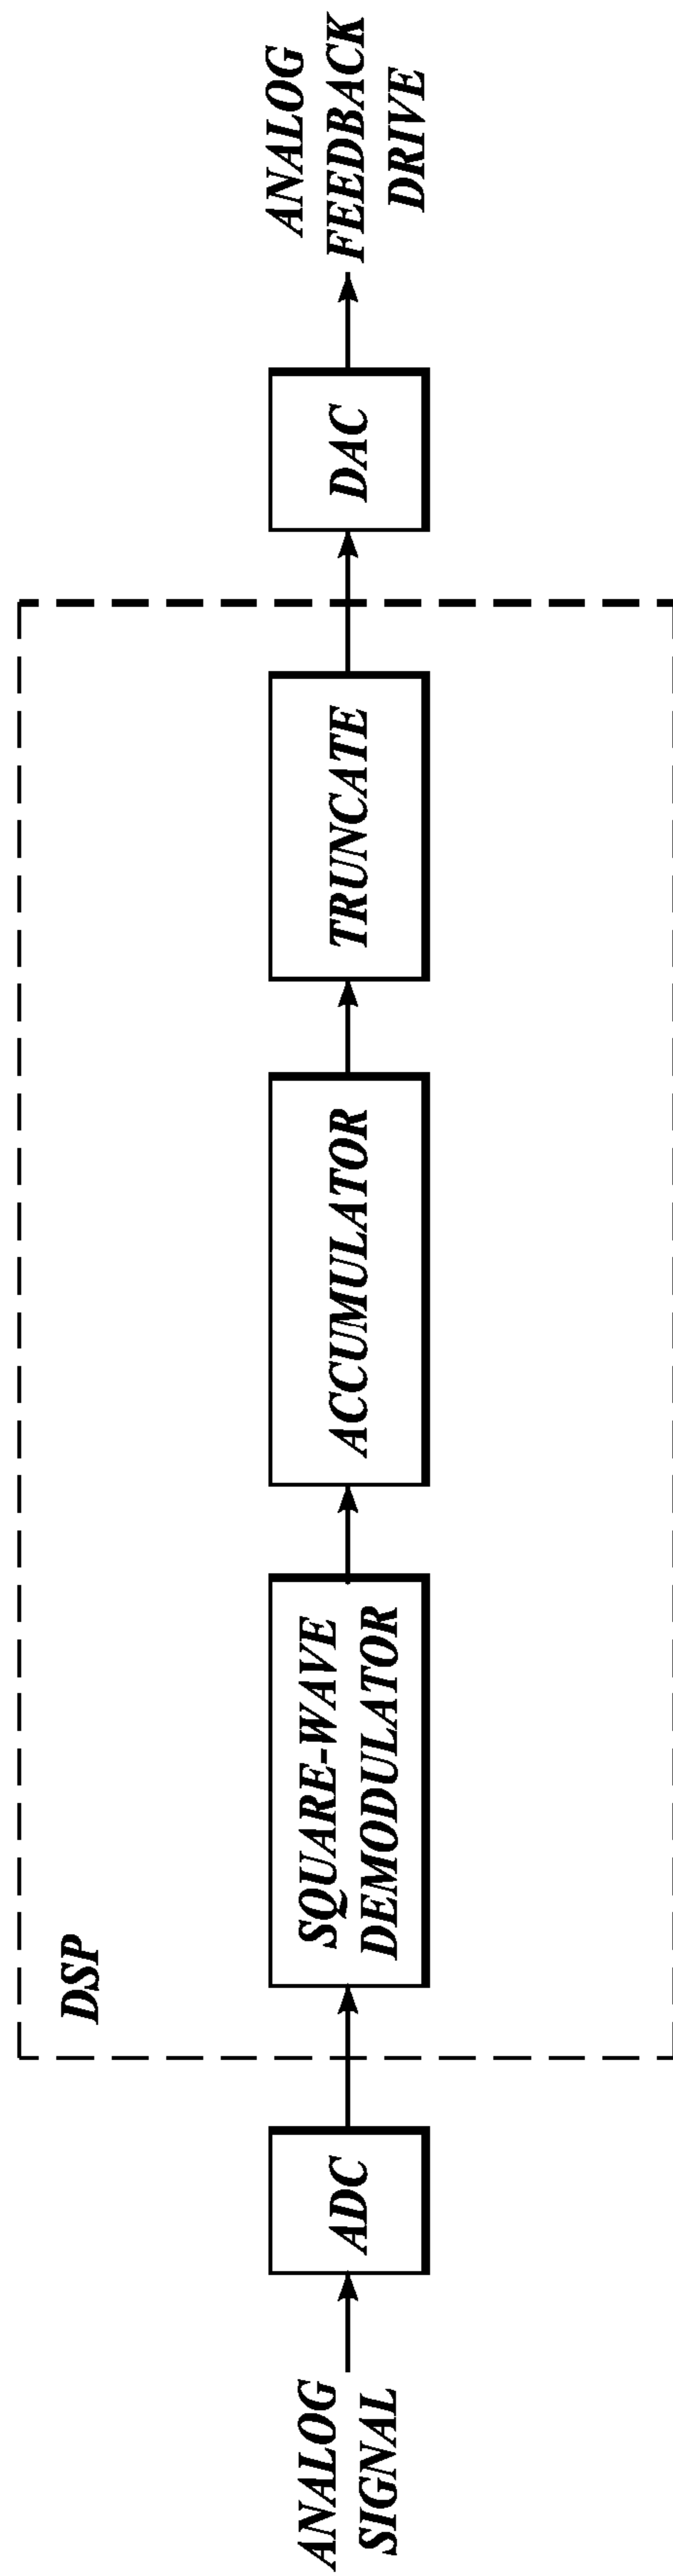 DSP
ANALOG
SIGNAL
ADC
SQUARE-WAVE
DEMODULATOR
ACCUMULATOR
TRUNCATE
DAC
ANALOG
FEEDBACK
DRIVE